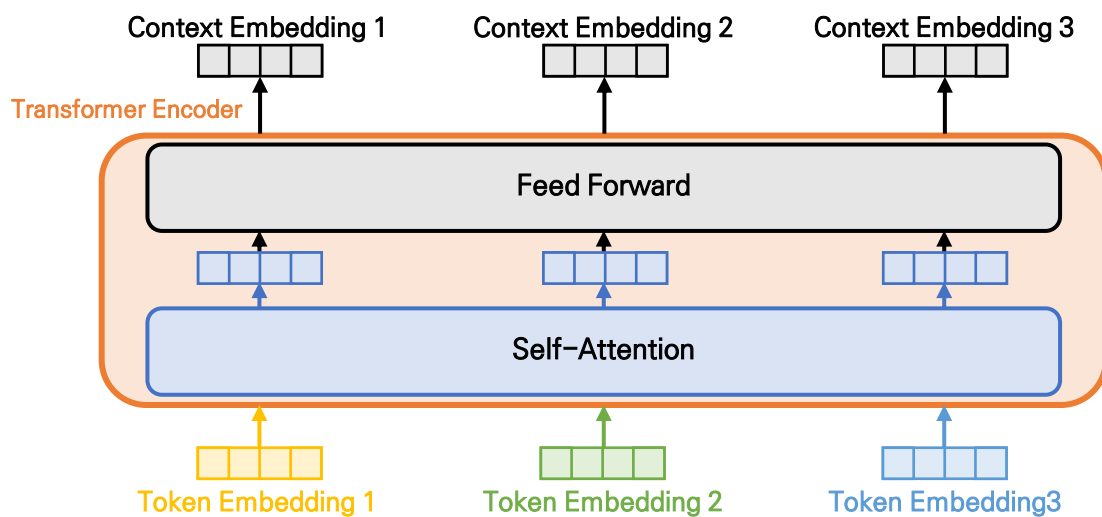 Context Embedding 1
Context Embedding 2
Context Embedding 3
Transformer Encoder
Feed Forward
Self-Attention
Token Embedding 1
Token Embedding 2
Token Embedding3